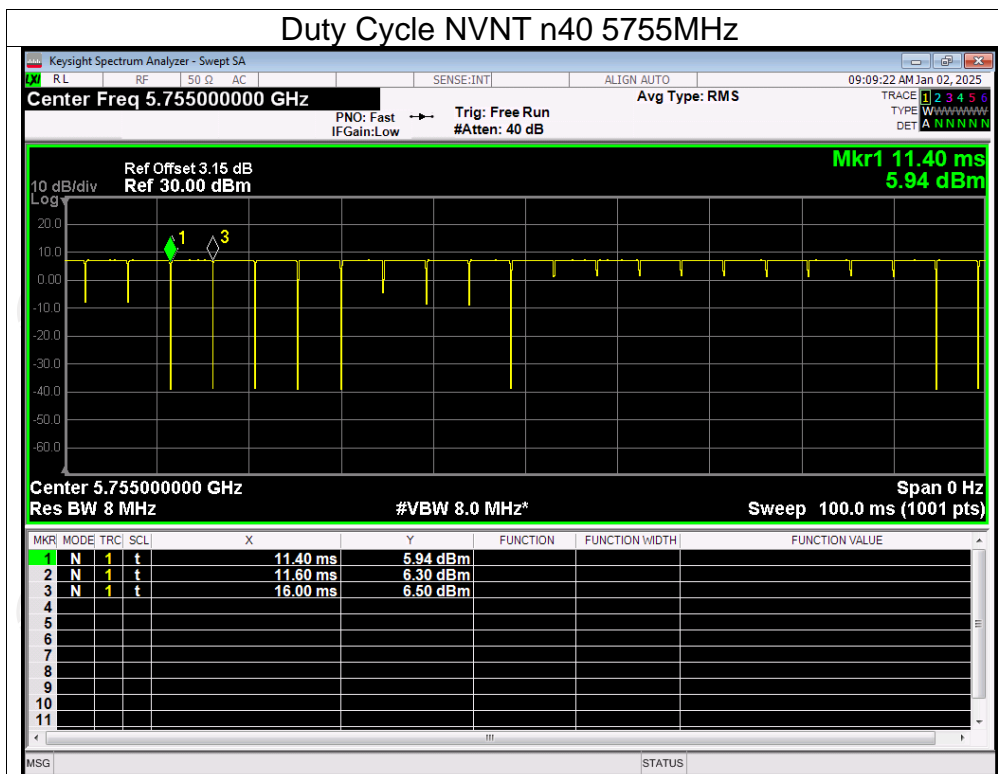 Duty Cycle NVNT n40 5755MHz
Keysight Spectrum Analyzer - Swept SA
LXI RL RF 50 Ω AC SENSE:INT ALIGN AUTO 09:09:22 AM Jan 02, 2025
Center Freq 5.755000000 GHz Avg Type: RMS TRACE 1 2 3 4 5 6
PNO: Fast Trig: Free Run TYPE WWWWWW
IFGain:Low #Atten: 40 dB DET A N N N N N
Mkr1 11.40 ms
Ref Offset 3.15 dB
10 dB/div Ref 30.00 dBm 5.94 dBm
Log
20.0
1 3
10.0
0.00
-10.0
-20.0
-30.0
-40.0
-50.0
-60.0
Center 5.755000000 GHz Span 0 Hz
Res BW 8 MHz #VBW 8.0 MHz* Sweep 100.0 ms (1001 pts)
MKR MODE TRC SCL X Y FUNCTION FUNCTION WIDTH FUNCTION VALUE
1 N 1 t 11.40 ms 5.94 dBm
2 N 1 t 11.60 ms 6.30 dBm
3 N 1 t 16.00 ms 6.50 dBm
4
5
6
7
8
9
10
11
MSG STATUS